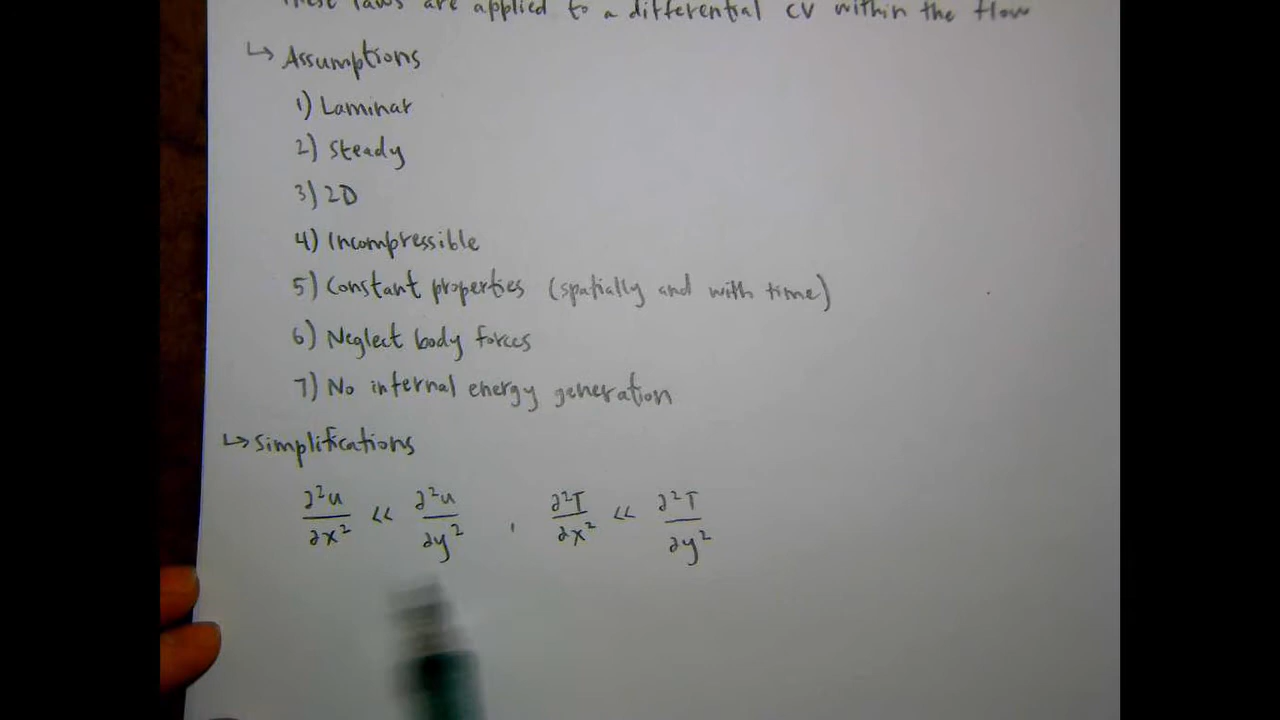 These laws are applied to a differential CV within the flow
↳ Assumptions
1) Laminar
2) Steady
3) 2D
4) Incompressible
5) Constant properties (spatially and with time)
6) Neglect body forces
7) No internal energy generation
↳ Simplifications
∂²u/∂x² << ∂²u/∂y² , ∂²T/∂x² << ∂²T/∂y²